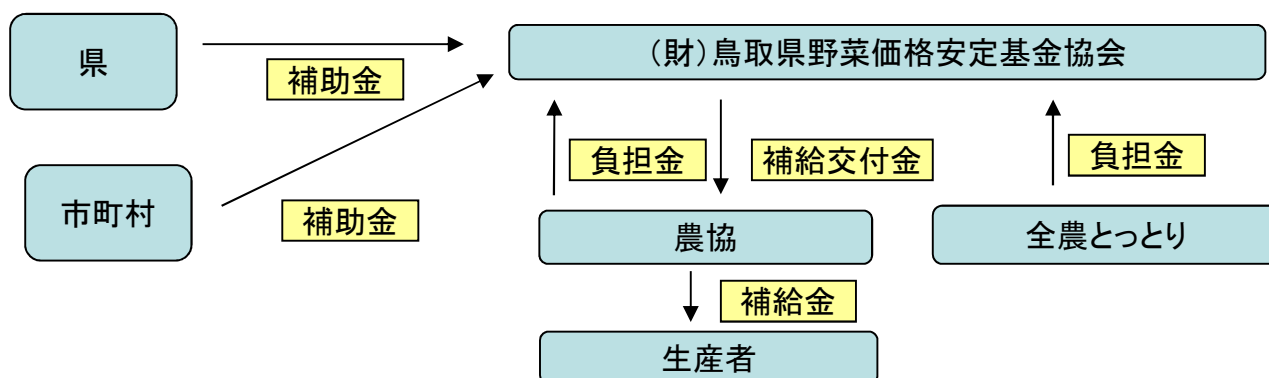 県
補助金
(財)鳥取県野菜価格安定基金協会
市町村
補助金
負担金
補給交付金
負担金
農協
全農とっとり
補給金
生産者